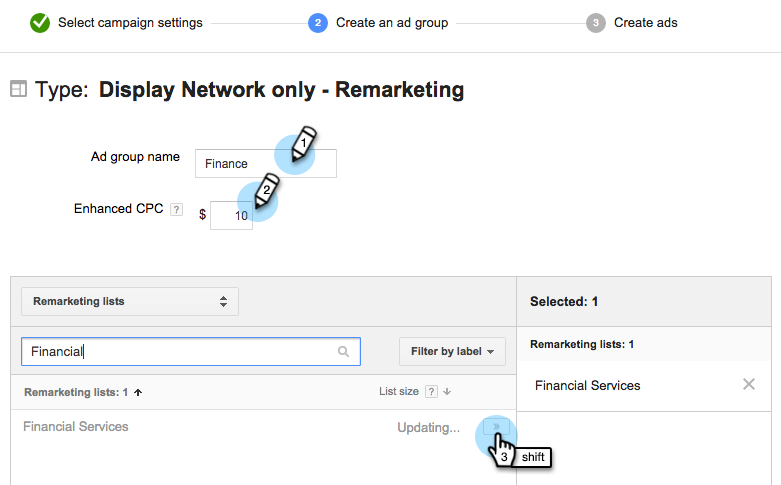 Select campaign settings
2 Create an ad group
3 Create ads
Type: Display Network only - Remarketing
Ad group name Finance
1
2
Enhanced CPC ? $ 10
Remarketing lists
Selected: 1
Financial Filter by label
Remarketing lists: 1
Remarketing lists: 1 List size ?
Financial Services
Financial Services Updating... »
3 shift